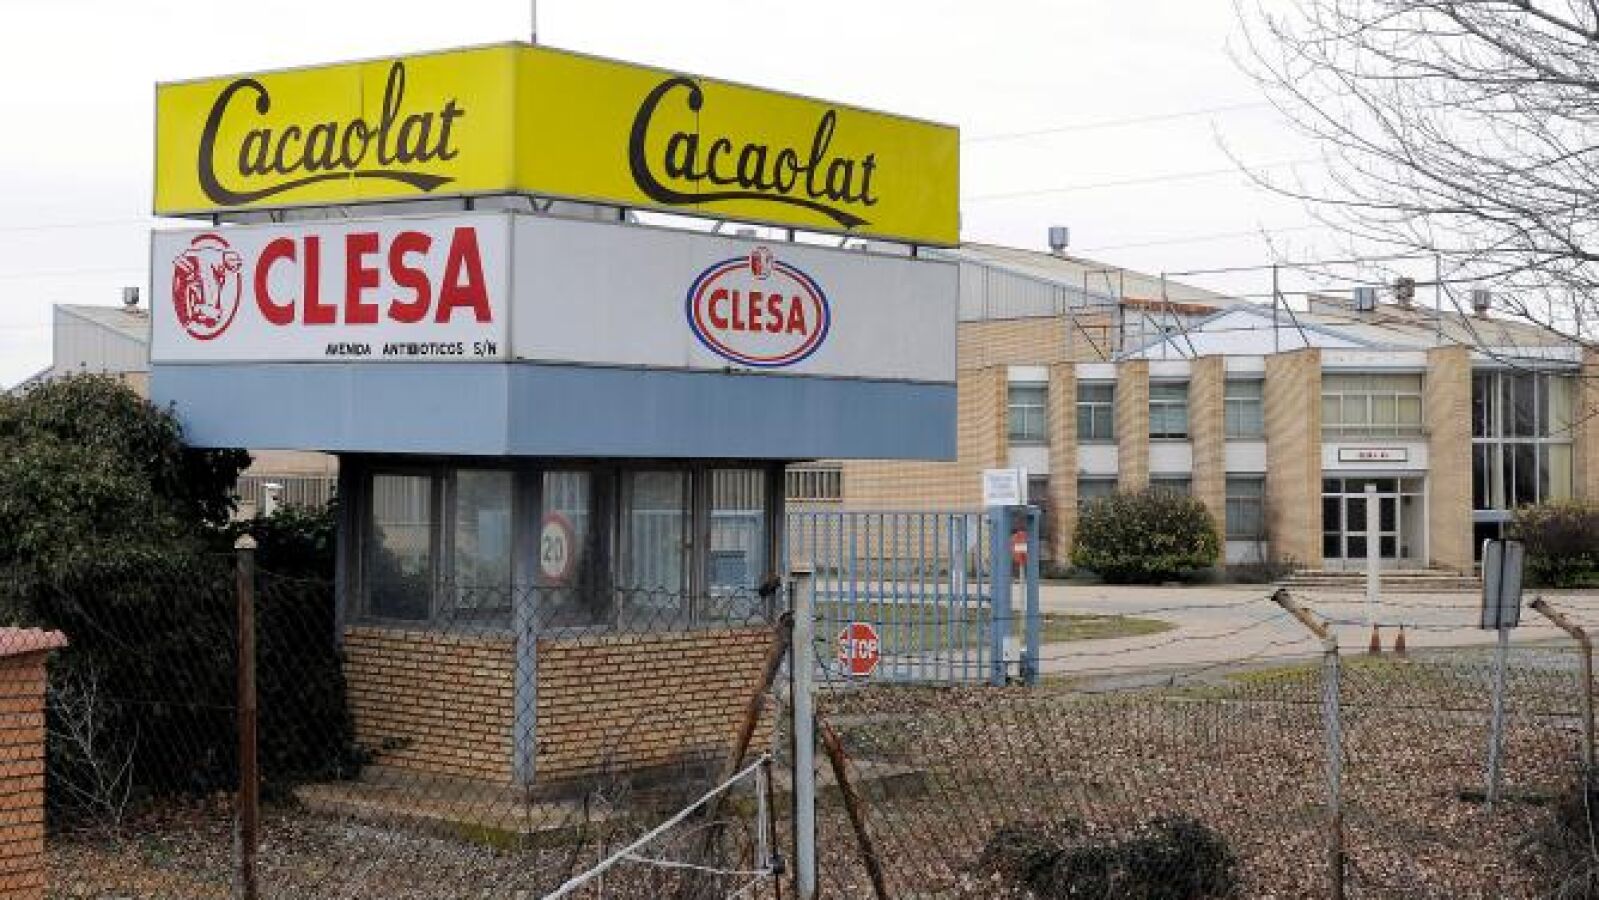 Cacaolat
Cacaolat
CLESA
CLESA
AVENIDA ANTIBIOTICOS S/N
20
STOP